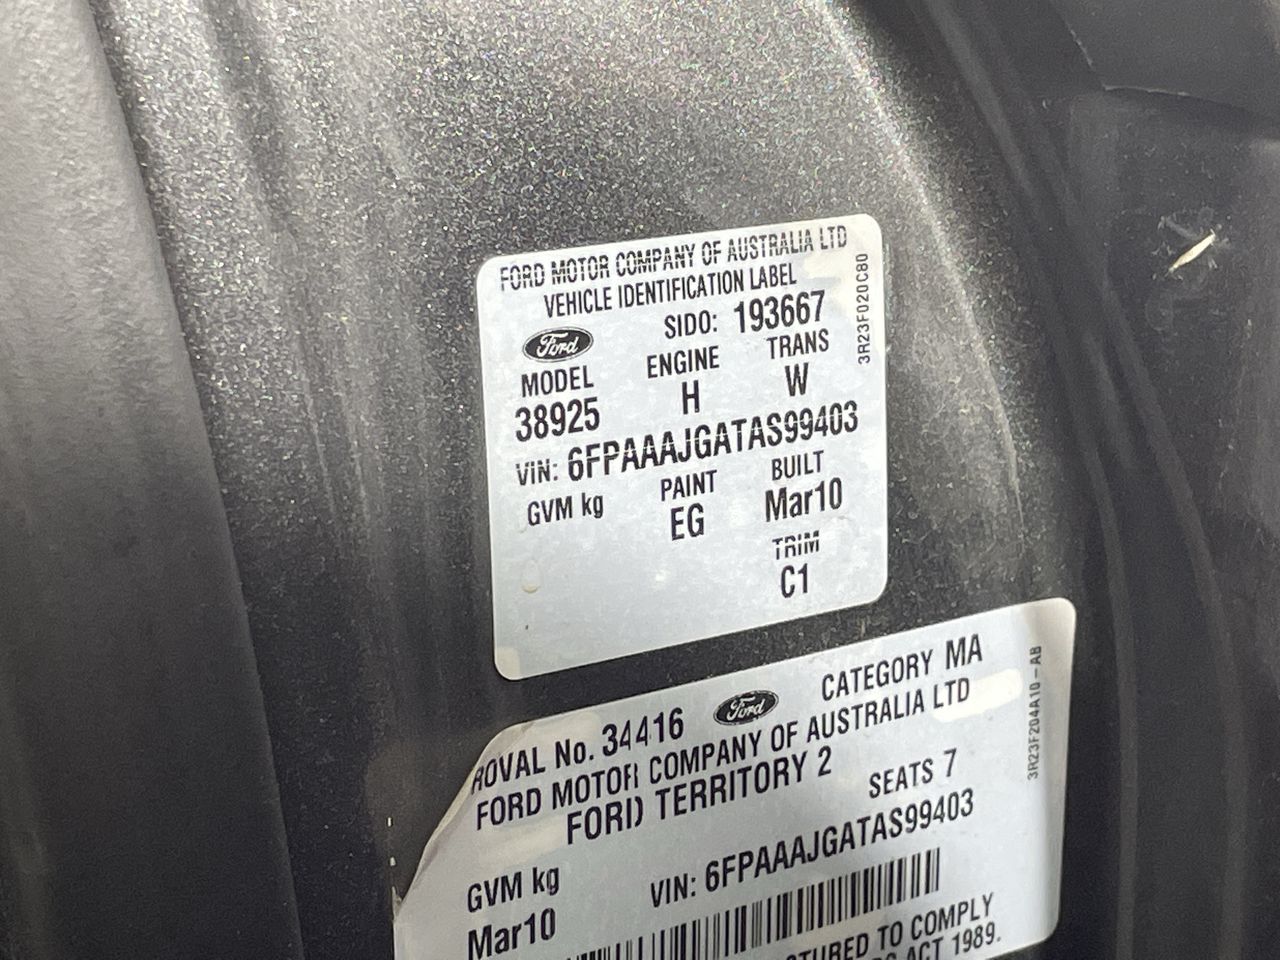 FORD MOTOR COMPANY OF AUSTRALIA LTD
VEHICLE IDENTIFICATION LABEL
Ford
SIDO: 193667
MODEL ENGINE TRANS
38925 H W
VIN: 6FPAAAJGATAS99403
GVM kg PAINT BUILT
EG Mar10
TRIM
C1
3R23F020C80
ROVAL No. 34416 Ford CATEGORY MA
FORD MOTOR COMPANY OF AUSTRALIA LTD
FORD TERRITORY 2
SEATS 7
GVM kg VIN: 6FPAAAJGATAS99403
Mar10
TURED TO COMPLY
ACT 1989.
3R23F204A10-AB